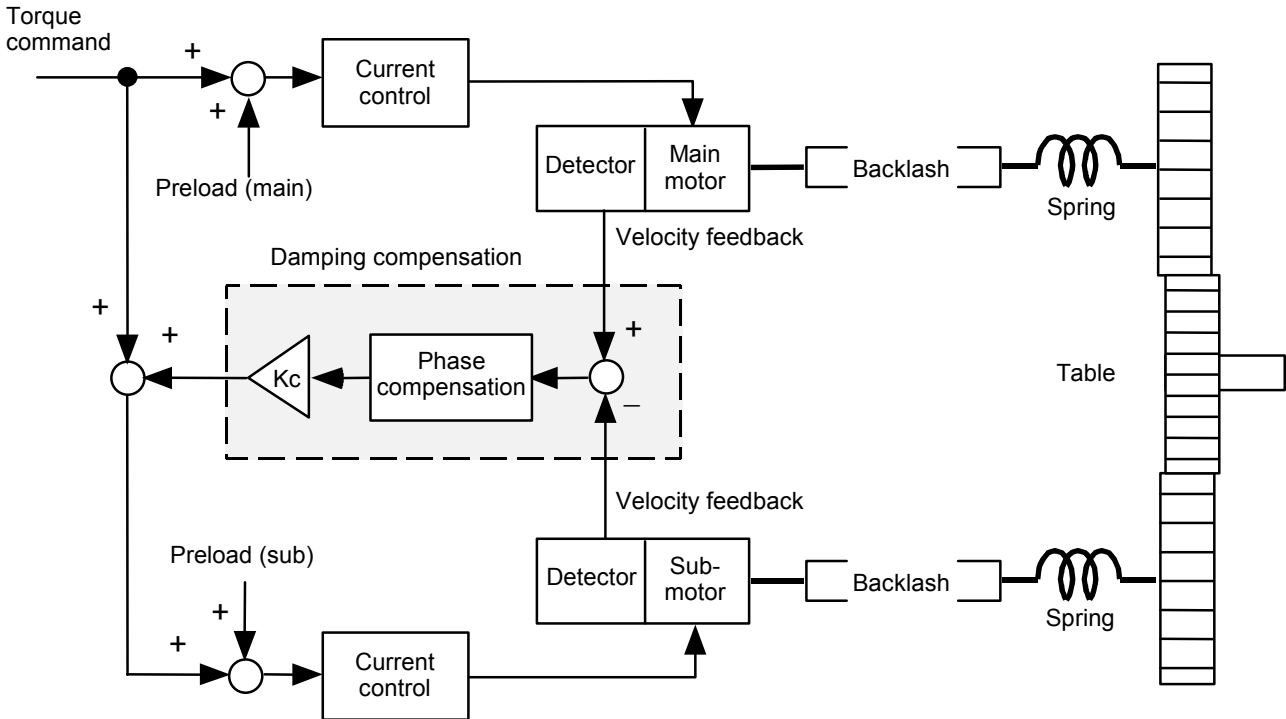 Torque
command
+
+
Current
control
Preload (main)
Detector
Main
motor
Backlash
Spring
Velocity feedback
Damping compensation
+
+
Kc
Phase
compensation
+
−
Table
Velocity feedback
Preload (sub)
Detector
Sub-
motor
Backlash
Spring
+
+
Current
control